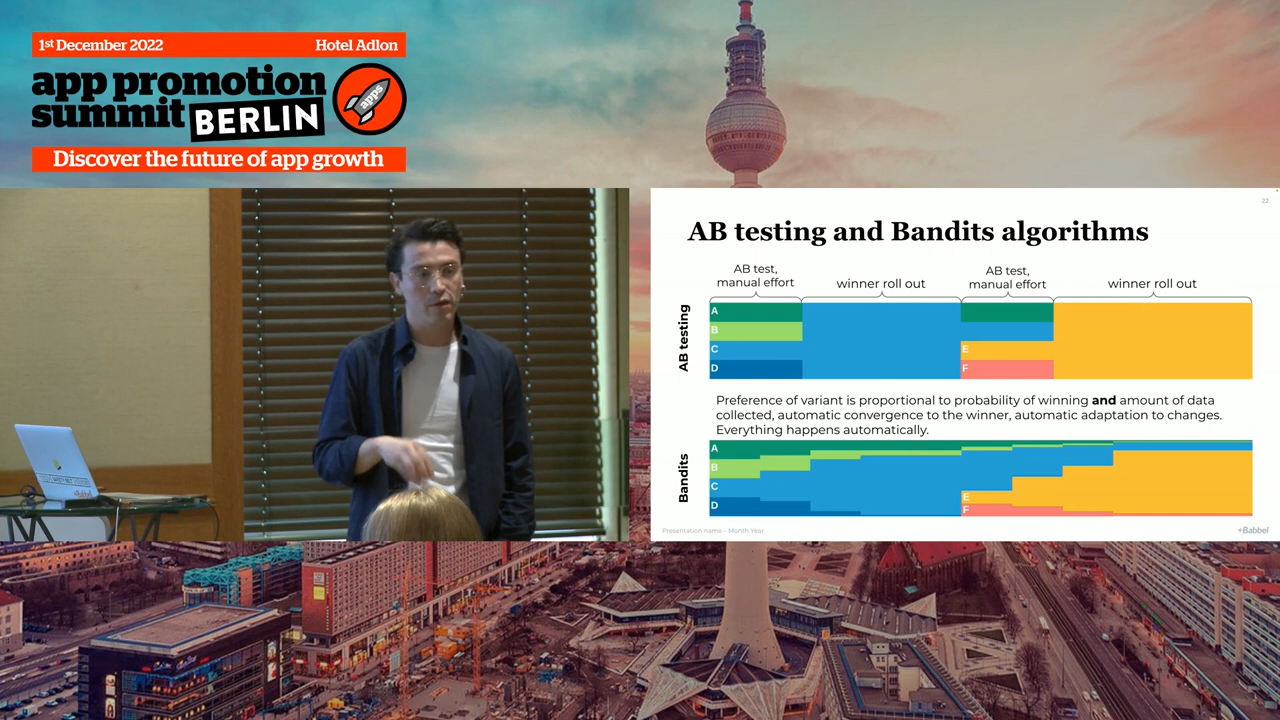 1st December 2022 Hotel Adlon
app promotion
summit BERLIN
apps
Discover the future of app growth
22
AB testing and Bandits algorithms
AB test,
manual effort
winner roll out
AB test,
manual effort
winner roll out
AB testing
A
B
C
D
E
F
Preference of variant is proportional to probability of winning and amount of data
collected, automatic convergence to the winner, automatic adaptation to changes.
Everything happens automatically.
Bandits
A
B
C
D
E
F
Presentation name – Month Year
+Babbel